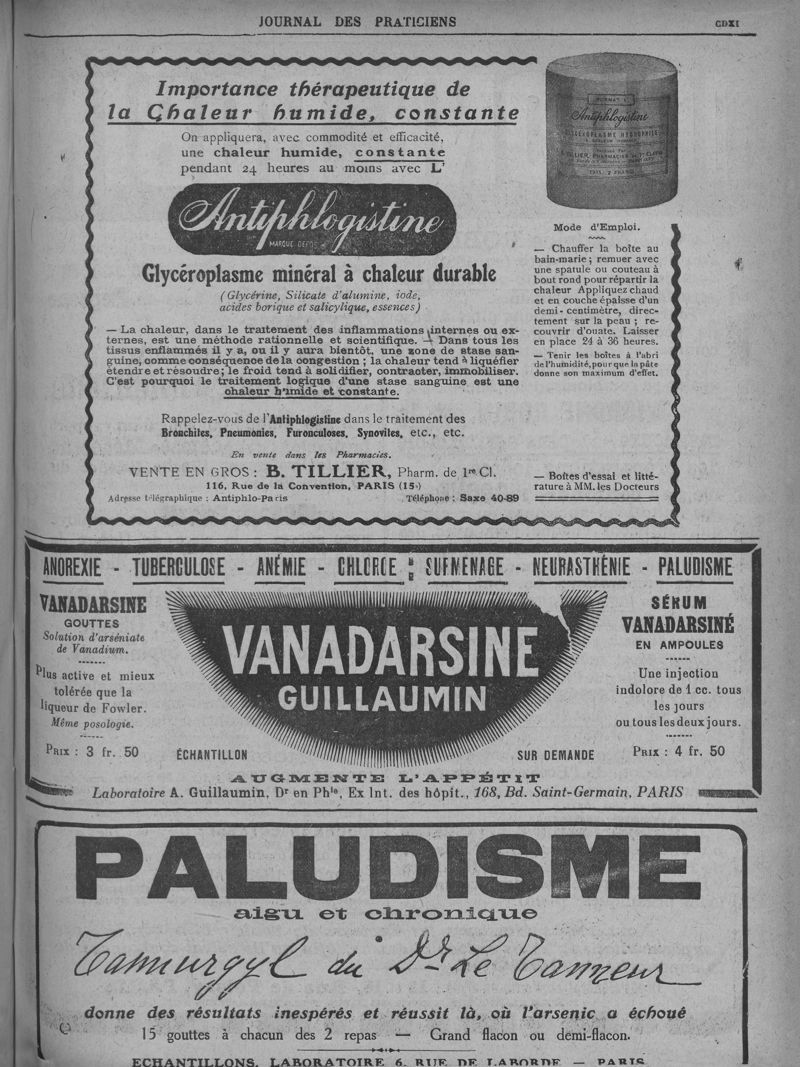 JOURNAL DES PRATICIENS
CDXI
Importance thérapeutique de
la Chaleur humide, constante
On appliquera, avec commodité et efficacité,
une chaleur humide, constante
pendant 24 heures au moins avec L'
Antiphlogistine
MARQUE DEPOSÉE
Glycéroplasme minéral à chaleur durable
(Glycérine, Silicate d'alumine, iode,
acides borique et salicylique, essences)
— La chaleur, dans le traitement des inflammations internes ou ex-
ternes, est une méthode rationnelle et scientifique. — Dans tous les
tissus enflammés il y a, ou il y aura bientôt, une zone de stase san-
guine, comme conséquence de la congestion ; la chaleur tend à liquéfier
étendre et résoudre; le froid tend à solidifier, contracter, immobiliser.
C'est pourquoi le traitement logique d'une stase sanguine est une
chaleur humide et constante.
Rappelez-vous de l'Antiphlogistine dans le traitement des
Bronchites, Pneumonies, Furonculoses, Synovites, etc., etc.
En vente dans les Pharmacies.
VENTE EN GROS : B. TILLIER, Pharm. de 1re Cl.
116, Rue de la Convention, PARIS (15e)
Adresse télégraphique : Antiphlo-Paris
Téléphone : Saxe 40-89
Antiphlogistine
GLYCEROPLASME HYDROPHILE
Mode d'Emploi.
— Chauffer la boîte au
bain-marie ; remuer avec
une spatule ou couteau à
bout rond pour répartir la
chaleur Appliquez chaud
et en couche épaisse d'un
demi-centimètre, direc-
tement sur la peau ; re-
couvrir d'ouate. Laisser
en place 24 à 36 heures.
— Tenir les boîtes à l'abri
de l'humidité, pour que la pâte
donne son maximum d'effet.
— Boîtes d'essai et litté-
rature à MM. les Docteurs
ANOREXIE - TUBERCULOSE - ANÉMIE - CHLOROSE - SURMENAGE - NEURASTHÉNIE - PALUDISME
VANADARSINE
GOUTTES
Solution d'arséniate
de Vanadium.
Plus active et mieux
tolérée que la
liqueur de Fowler.
Même posologie.
PRIX : 3 fr. 50
VANADARSINE
GUILLAUMIN
ÉCHANTILLON
SUR DEMANDE
SÉRUM
VANADARSINÉ
EN AMPOULES
Une injection
indolore de 1 cc. tous
les jours
ou tous les deux jours.
PRIX : 4 fr. 50
AUGMENTE L'APPÉTIT
Laboratoire A. Guillaumin, Dr en Phie, Ex Int. des hôpit., 168, Bd. Saint-Germain, PARIS
PALUDISME
aigu et chronique
Tannurgyl du Dr Le Tanneur
donne des résultats inespérés et réussit là, où l'arsenic a échoué
15 gouttes à chacun des 2 repas — Grand flacon ou demi-flacon.
ECHANTILLONS, LABORATOIRE 6, RUE DE LABORDE — PARIS